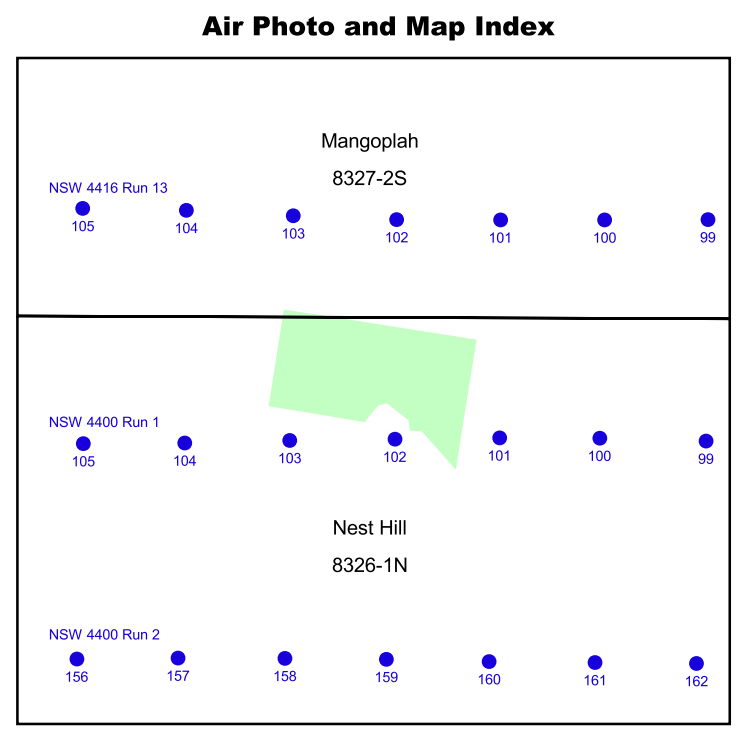 Air Photo and Map Index
Mangoplah
8327-2S
NSW 4416 Run 13
105 104 103 102 101 100 99
NSW 4400 Run 1
105 104 103 102 101 100 99
Nest Hill
8326-1N
NSW 4400 Run 2
156 157 158 159 160 161 162